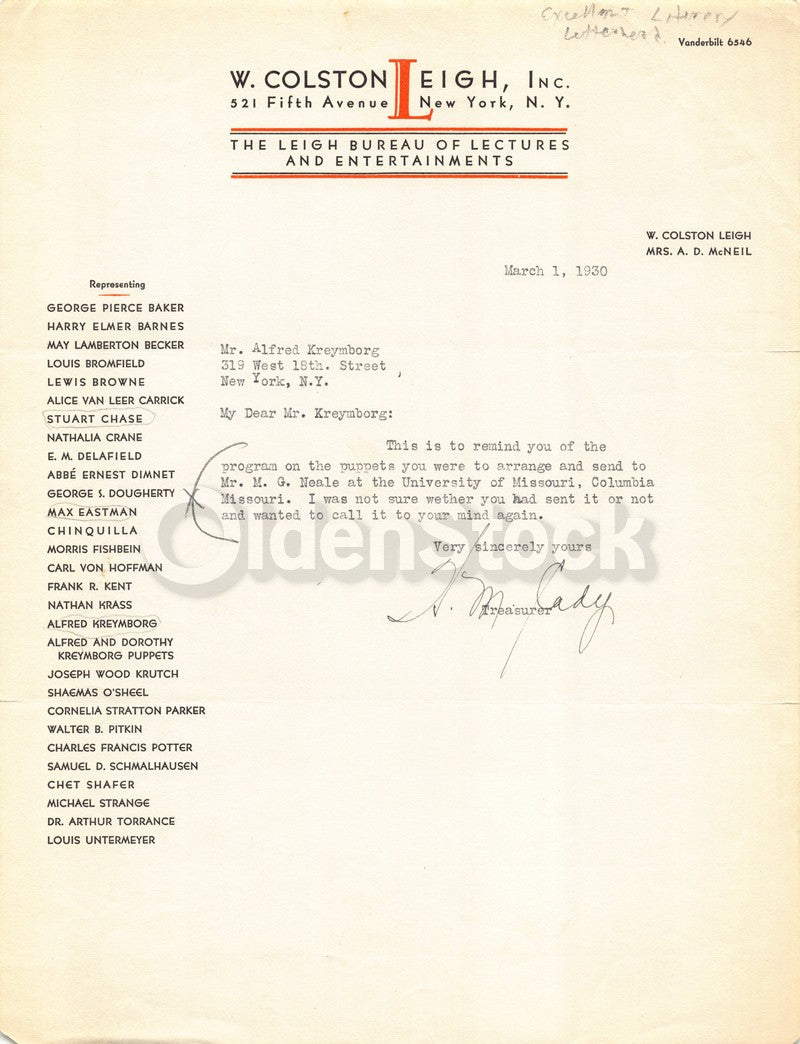 Excellent Literary
Letterhead.
Vanderbilt 6546
W. COLSTON LEIGH, INC.
521 Fifth Avenue New York, N. Y.
THE LEIGH BUREAU OF LECTURES
AND ENTERTAINMENTS
W. COLSTON LEIGH
MRS. A. D. McNEIL
March 1, 1930
Representing
GEORGE PIERCE BAKER
HARRY ELMER BARNES
MAY LAMBERTON BECKER
LOUIS BROMFIELD
LEWIS BROWNE
ALICE VAN LEER CARRICK
STUART CHASE
NATHALIA CRANE
E. M. DELAFIELD
ABBÉ ERNEST DIMNET
GEORGE S. DOUGHERTY
MAX EASTMAN
CHINQUILLA
MORRIS FISHBEIN
CARL VON HOFFMAN
FRANK R. KENT
NATHAN KRASS
ALFRED KREYMBORG
ALFRED AND DOROTHY
KREYMBORG PUPPETS
JOSEPH WOOD KRUTCH
SHAEMAS O'SHEEL
CORNELIA STRATTON PARKER
WALTER B. PITKIN
CHARLES FRANCIS POTTER
SAMUEL D. SCHMALHAUSEN
CHET SHAFER
MICHAEL STRANGE
DR. ARTHUR TORRANCE
LOUIS UNTERMEYER
Mr. Alfred Kreymborg
319 West 18th. Street
New York, N.Y.
My Dear Mr. Kreymborg:
This is to remind you of the
program on the puppets you were to arrange and send to
Mr. M. G. Neale at the University of Missouri, Columbia
Missouri. I was not sure wether you had sent it or not
and wanted to call it to your mind again.
Very sincerely yours
Treasurer
OldenStock